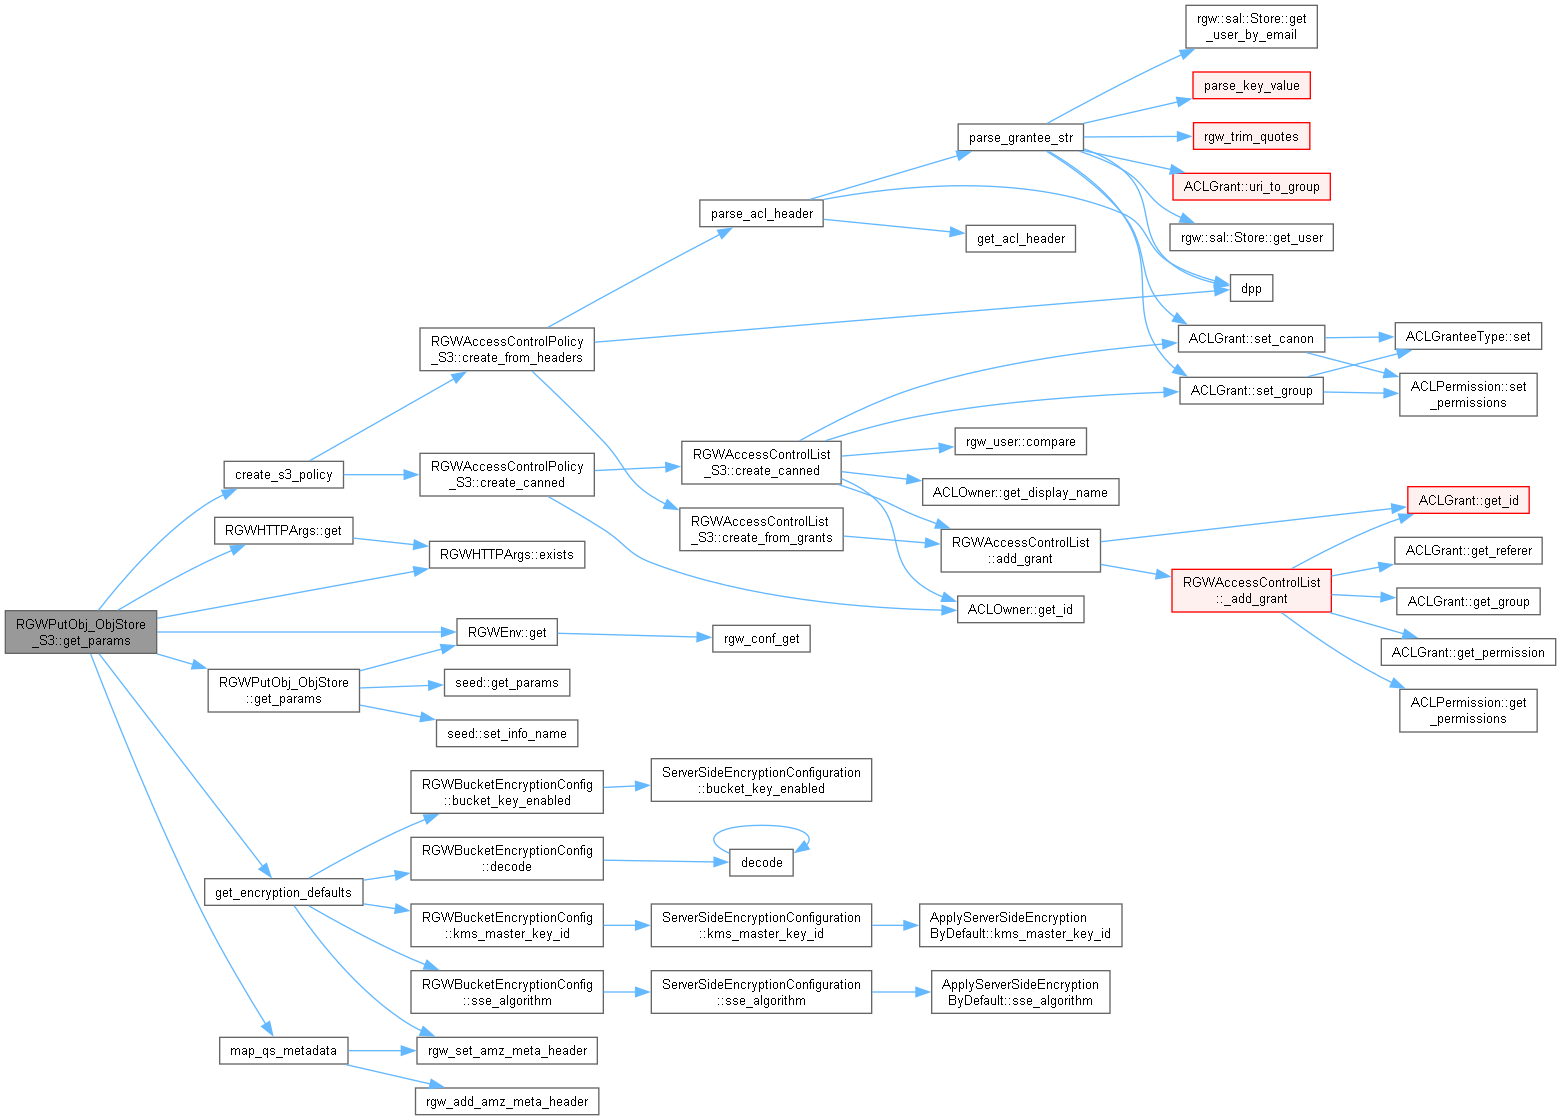 rgw::sal::Store::get
_user_by_email
parse_key_value
parse_grantee_str
rgw_trim_quotes
ACLGrant::uri_to_group
parse_acl_header
get_acl_header
rgw::sal::Store::get_user
dpp
RGWAccessControlPolicy
_S3::create_from_headers
ACLGrant::set_canon
ACLGranteeType::set
ACLGrant::set_group
ACLPermission::set
_permissions
create_s3_policy
RGWAccessControlPolicy
_S3::create_canned
RGWAccessControlList
_S3::create_canned
rgw_user::compare
ACLOwner::get_display_name
ACLGrant::get_id
RGWHTTPArgs::get
RGWHTTPArgs::exists
RGWAccessControlList
_S3::create_from_grants
RGWAccessControlList
::add_grant
ACLGrant::get_referer
RGWAccessControlList
::_add_grant
ACLOwner::get_id
ACLGrant::get_group
RGWPutObj_ObjStore
_S3::get_params
RGWEnv::get
rgw_conf_get
ACLGrant::get_permission
RGWPutObj_ObjStore
::get_params
seed::get_params
seed::set_info_name
ACLPermission::get
_permissions
RGWBucketEncryptionConfig
::bucket_key_enabled
ServerSideEncryptionConfiguration
::bucket_key_enabled
RGWBucketEncryptionConfig
::decode
decode
get_encryption_defaults
RGWBucketEncryptionConfig
::kms_master_key_id
ServerSideEncryptionConfiguration
::kms_master_key_id
ApplyServerSideEncryption
ByDefault::kms_master_key_id
RGWBucketEncryptionConfig
::sse_algorithm
ServerSideEncryptionConfiguration
::sse_algorithm
ApplyServerSideEncryption
ByDefault::sse_algorithm
map_qs_metadata
rgw_set_amz_meta_header
rgw_add_amz_meta_header